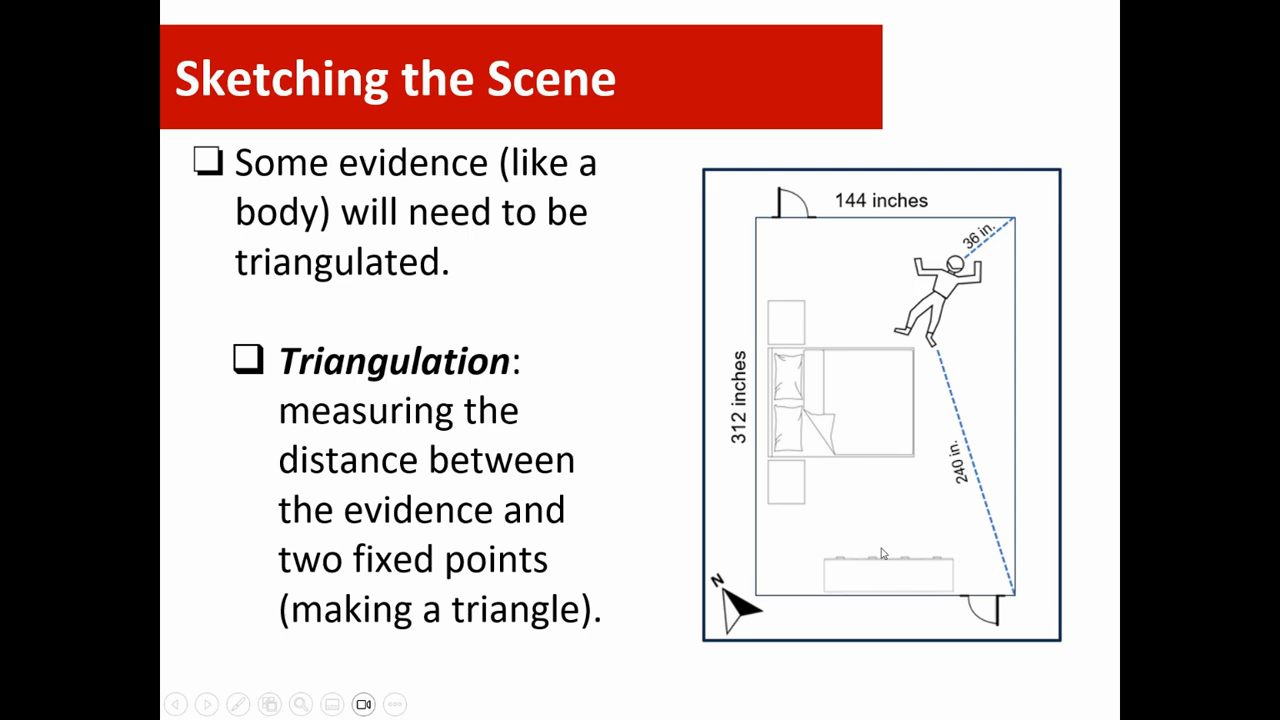 Sketching the Scene
❏ Some evidence (like a
body) will need to be
triangulated.
❏ Triangulation:
measuring the
distance between
the evidence and
two fixed points
(making a triangle).
144 inches
36 in.
312 inches
240 in.
N